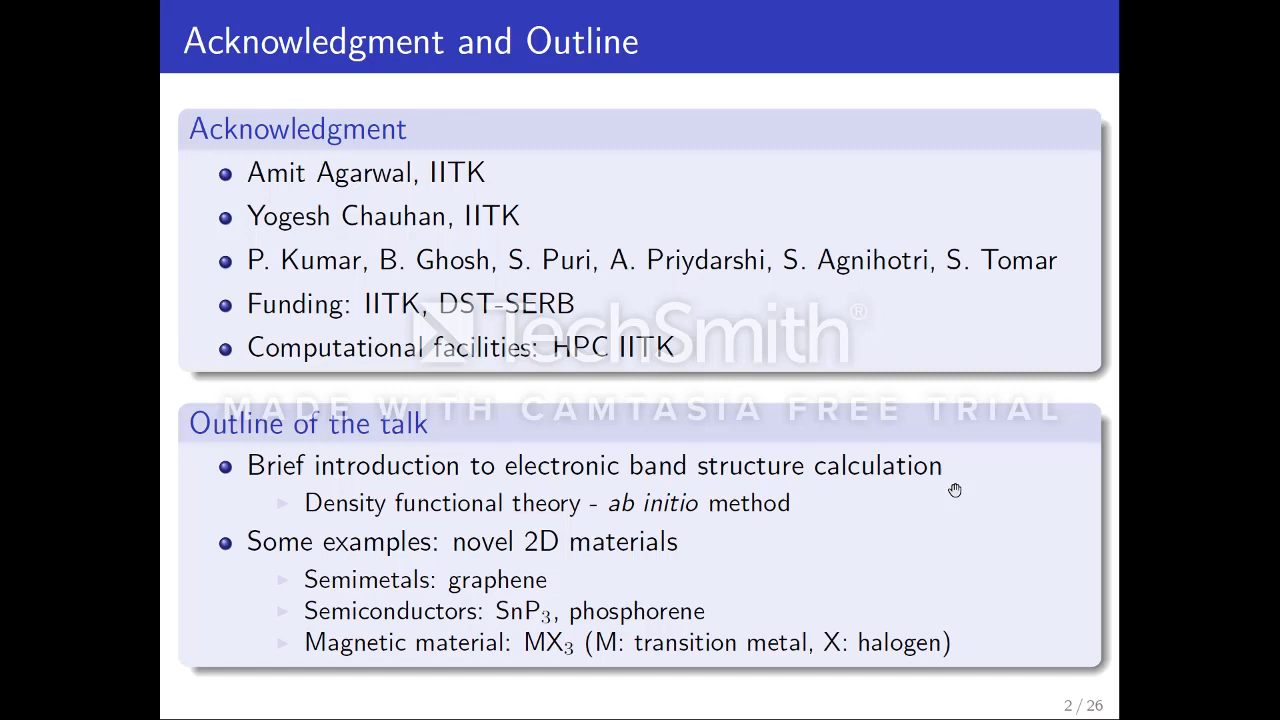 Acknowledgment and Outline
Acknowledgment
Amit Agarwal, IITK
Yogesh Chauhan, IITK
P. Kumar, B. Ghosh, S. Puri, A. Priydarshi, S. Agnihotri, S. Tomar
Funding: IITK, DST-SERB
Computational facilities: HPC IITK
TechSmith®
MADE WITH CAMTASIA FREE TRIAL
Outline of the talk
Brief introduction to electronic band structure calculation
Density functional theory - ab initio method
Some examples: novel 2D materials
Semimetals: graphene
Semiconductors: SnP₃, phosphorene
Magnetic material: MX₃ (M: transition metal, X: halogen)
2 / 26